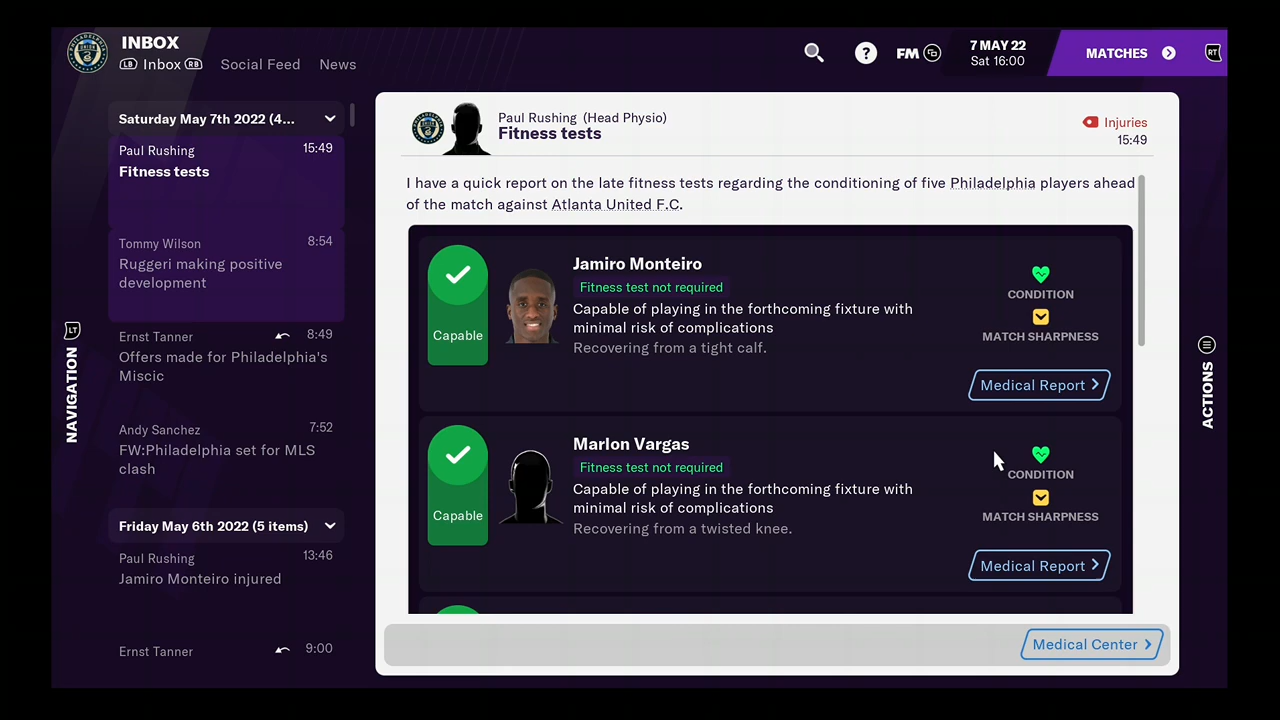 INBOX
LB Inbox RB Social Feed News
?
FM
7 MAY 22
Sat 16:00
MATCHES
RT
Saturday May 7th 2022 (4...
Paul Rushing 15:49
Fitness tests
Tommy Wilson 8:54
Ruggeri making positive
development
Ernst Tanner 8:49
Offers made for Philadelphia's
Miscic
Andy Sanchez 7:52
FW:Philadelphia set for MLS
clash
Friday May 6th 2022 (5 items)
Paul Rushing 13:46
Jamiro Monteiro injured
Ernst Tanner 9:00
LT
NAVIGATION
Paul Rushing (Head Physio)
Fitness tests
Injuries
15:49
I have a quick report on the late fitness tests regarding the conditioning of five Philadelphia players ahead
of the match against Atlanta United F.C.
Capable
Jamiro Monteiro
Fitness test not required
Capable of playing in the forthcoming fixture with
minimal risk of complications
Recovering from a tight calf.
CONDITION
MATCH SHARPNESS
Medical Report
Capable
Marlon Vargas
Fitness test not required
Capable of playing in the forthcoming fixture with
minimal risk of complications
Recovering from a twisted knee.
CONDITION
MATCH SHARPNESS
Medical Report
Medical Center
ACTIONS